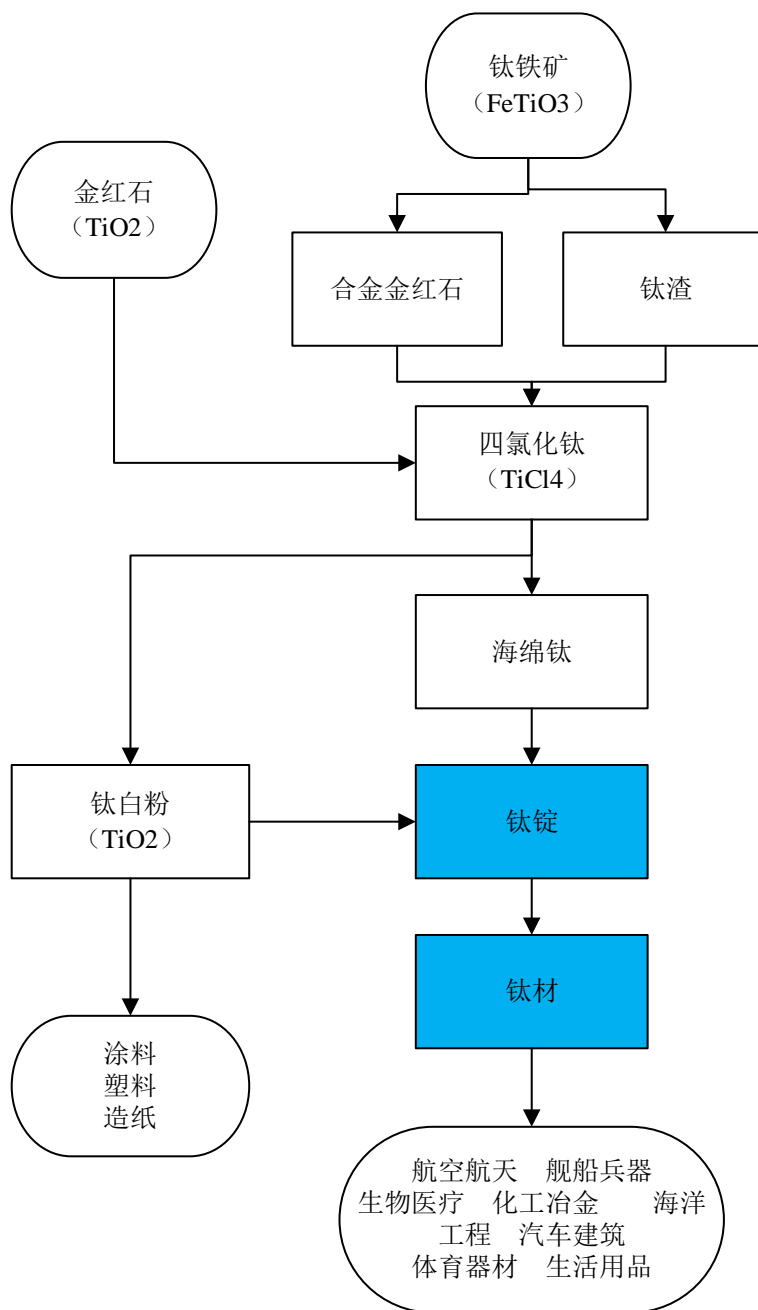 钛铁矿
（FeTiO3）
金红石
（TiO2）
合金金红石
钛渣
四氯化钛
（TiCl4）
海绵钛
钛白粉
（TiO2）
钛锭
钛材
涂料
塑料
造纸
航空航天 舰船兵器
生物医疗 化工冶金 海洋
工程 汽车建筑
体育器材 生活用品